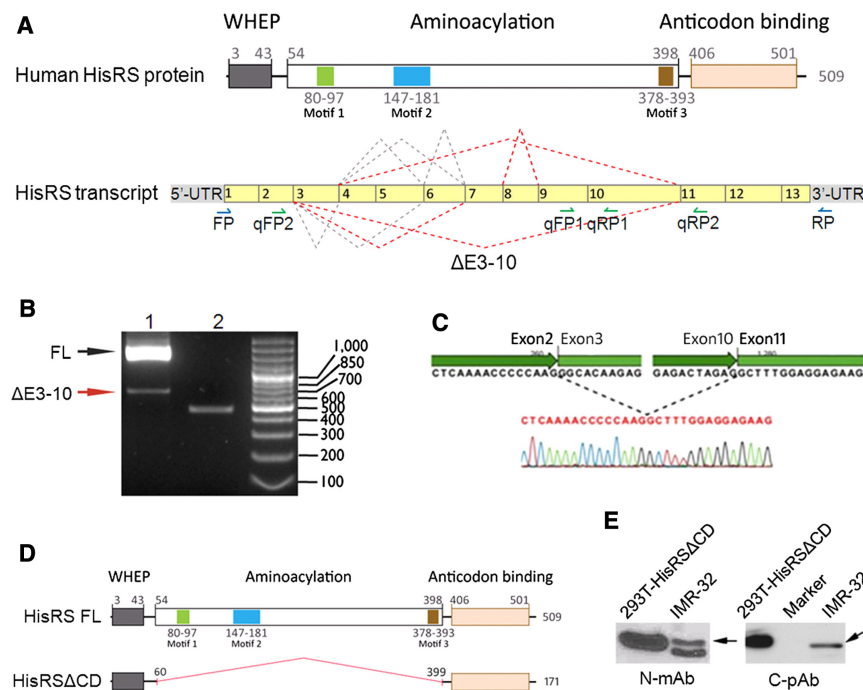 A
WHEP Aminoacylation Anticodon binding
3 43 54 398 406 501
Human HisRS protein 509
80-97 147-181 378-393
Motif 1 Motif 2 Motif 3
HisRS transcript 5'-UTR 1 2 3 4 5 6 7 8 9 10 11 12 13 3'-UTR
FP qFP2 qFP1 qRP1 qRP2 RP
ΔE3-10
B
1 2
FL
ΔE3-10
1,000
850
700
600
500
400
300
200
100
C
Exon2 Exon3 Exon10 Exon11
260 1,280
CTCAAAACCCCCAAGGGCACAAGAG GAGACTAGAGGCTTTGGAGGAGAAG
CTCAAAACCCCCAAGGCTTTGGAGGAGAAG
D
WHEP Aminoacylation Anticodon binding
3 43 54 398 406 501
HisRS FL 509
80-97 147-181 378-393
Motif 1 Motif 2 Motif 3
60 399
HisRSΔCD 171
E
293T-HisRSΔCD IMR-32 293T-HisRSΔCD Marker IMR-32
N-mAb C-pAb